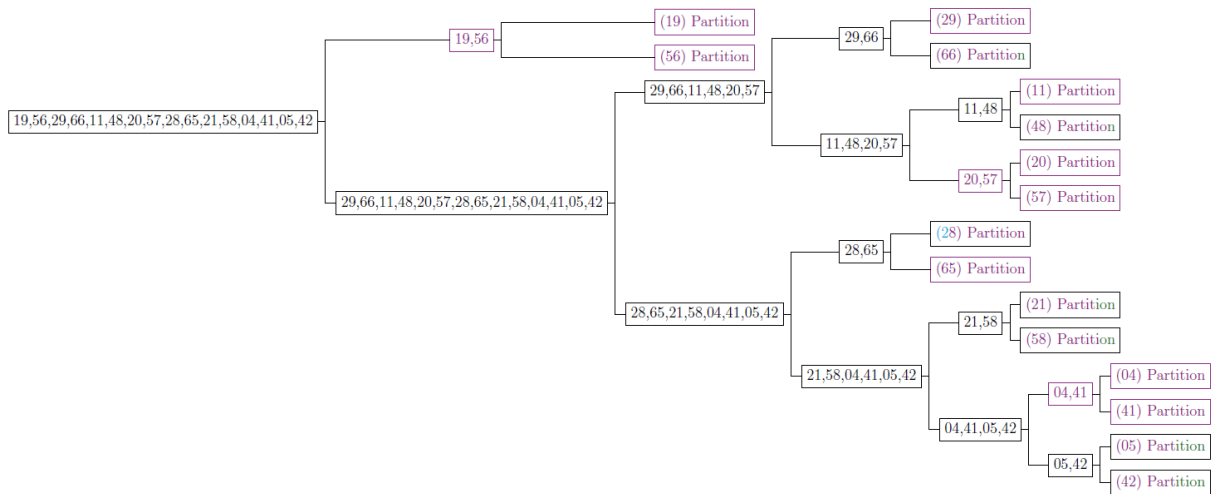 (19) Partition
19,56
(56) Partition
19,56,29,66,11,48,20,57,28,65,21,58,04,41,05,42
29,66,11,48,20,57,28,65,21,58,04,41,05,42
29,66,11,48,20,57
29,66
(29) Partition
(66) Partition
11,48,20,57
11,48
(11) Partition
(48) Partition
20,57
(20) Partition
(57) Partition
28,65,21,58,04,41,05,42
28,65
(28) Partition
(65) Partition
21,58,04,41,05,42
21,58
(21) Partition
(58) Partition
04,41,05,42
04,41
(04) Partition
(41) Partition
05,42
(05) Partition
(42) Partition